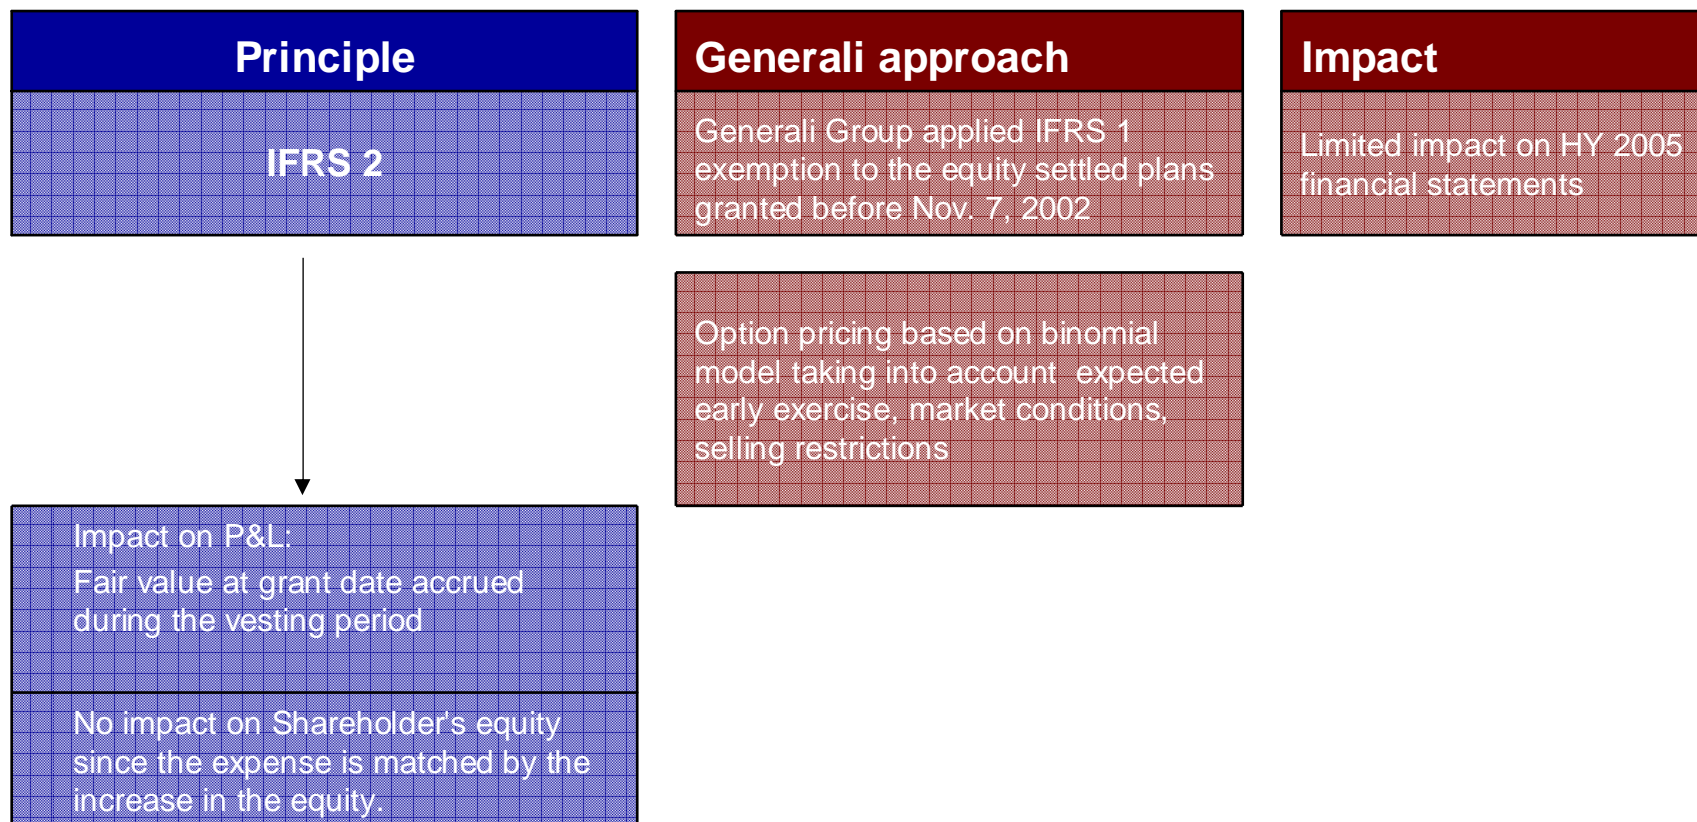 Principle
IFRS 2
Impact on P&L:
Fair value at grant date accrued
during the vesting period
No impact on Shareholder's equity
since the expense is matched by the
increase in the equity.
Generali approach
Generali Group applied IFRS 1
exemption to the equity settled plans
granted before Nov. 7, 2002
Option pricing based on binomial
model taking into account  expected
early exercise, market conditions,
selling restrictions
Impact
Limited impact on HY 2005
financial statements